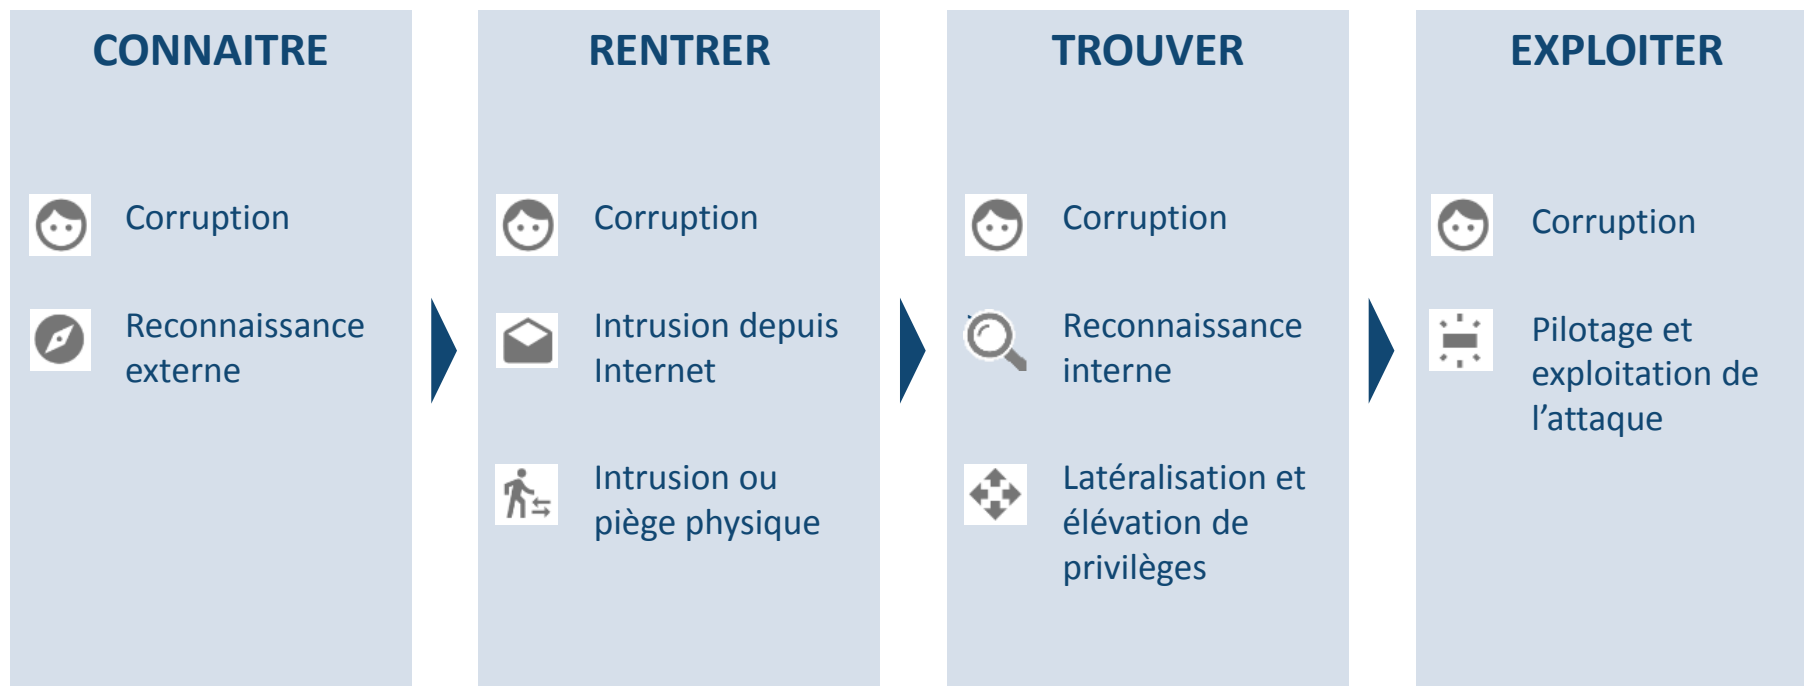 CONNAITRE
Corruption
Reconnaissance
externe
RENTRER
Corruption
Intrusion depuis
Internet
Intrusion ou
piège physique
TROUVER
Corruption
Reconnaissance
interne
Latéralisation et
élévation de
privilèges
EXPLOITER
Corruption
Pilotage et
exploitation de
l’attaque